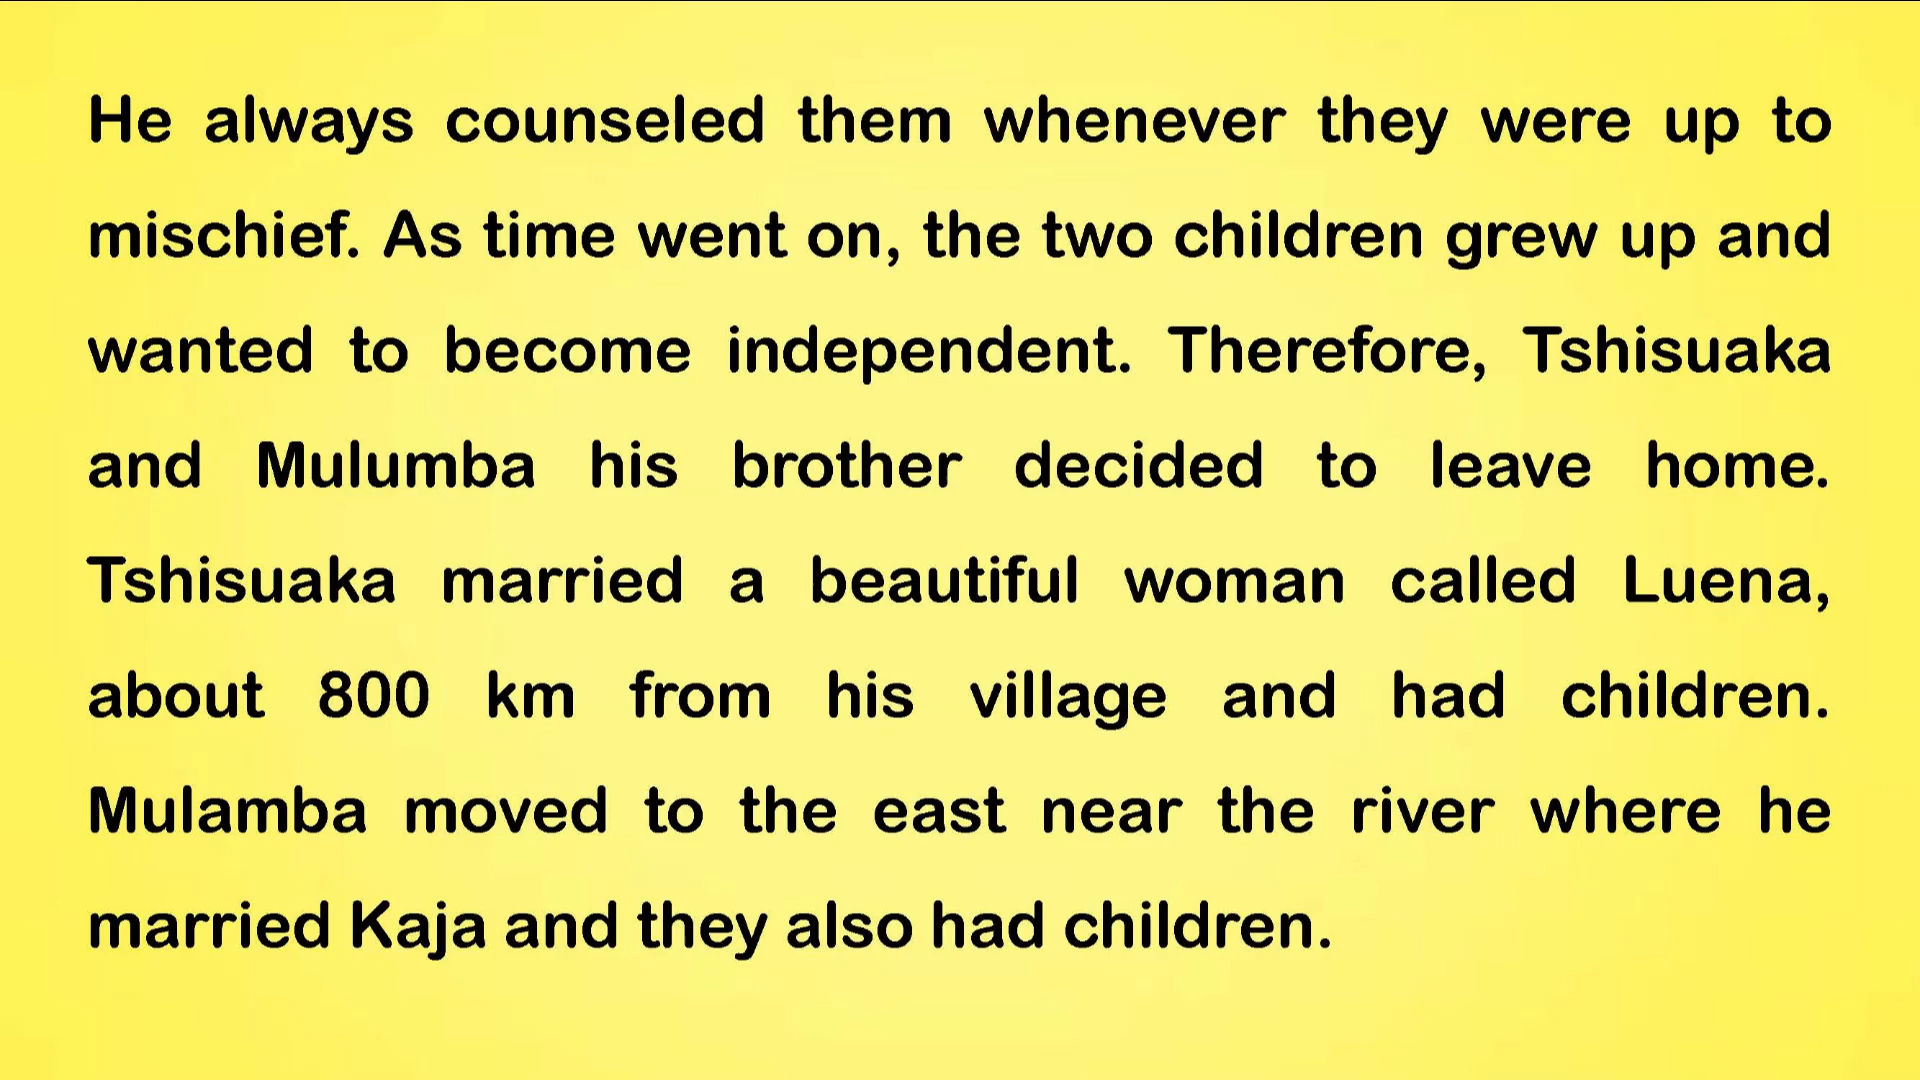 He always counseled them whenever they were up to
mischief. As time went on, the two children grew up and
wanted to become independent. Therefore, Tshisuaka
and Mulumba his brother decided to leave home.
Tshisuaka married a beautiful woman called Luena,
about 800 km from his village and had children.
Mulamba moved to the east near the river where he
married Kaja and they also had children.